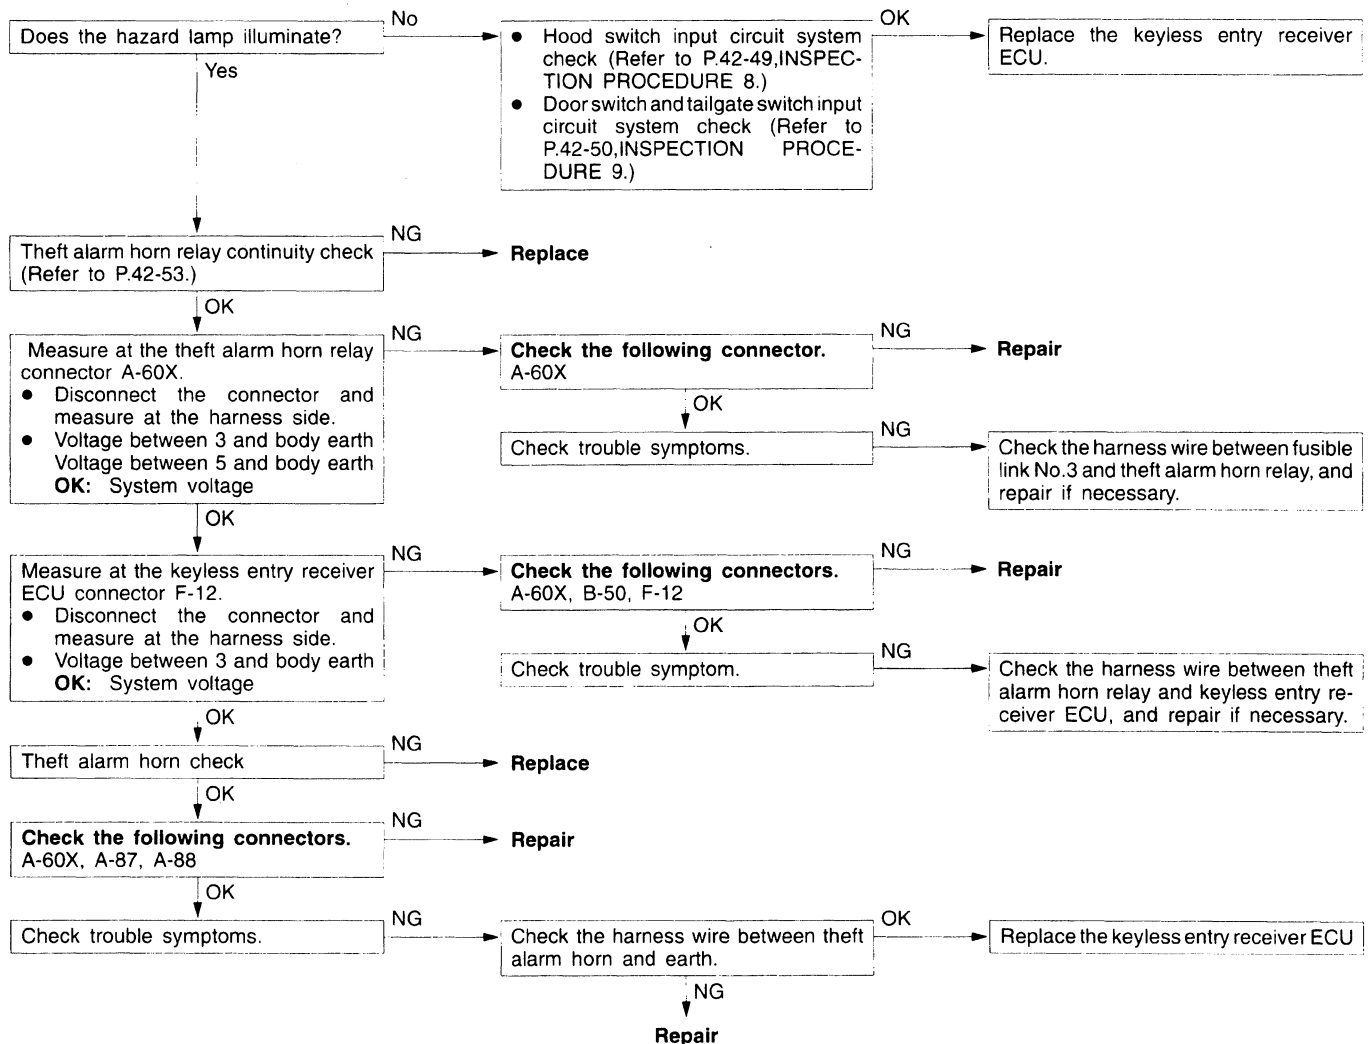 Does the hazard lamp illuminate?
No
● Hood switch input circuit system
check (Refer to P.42-49,INSPEC-
TION PROCEDURE 8.)
● Door switch and tailgate switch input
circuit system check (Refer to
P.42-50,INSPECTION PROCE-
DURE 9.)
OK
Replace the keyless entry receiver
ECU.
Yes
Theft alarm horn relay continuity check
(Refer to P.42-53.)
NG
Replace
OK
Measure at the theft alarm horn relay
connector A-60X.
● Disconnect the connector and
measure at the harness side.
● Voltage between 3 and body earth
Voltage between 5 and body earth
OK: System voltage
NG
Check the following connector.
A-60X
NG
Repair
OK
Check trouble symptoms.
NG
Check the harness wire between fusible
link No.3 and theft alarm horn relay, and
repair if necessary.
OK
Measure at the keyless entry receiver
ECU connector F-12.
● Disconnect the connector and
measure at the harness side.
● Voltage between 3 and body earth
OK: System voltage
NG
Check the following connectors.
A-60X, B-50, F-12
NG
Repair
OK
Check trouble symptom.
NG
Check the harness wire between theft
alarm horn relay and keyless entry re-
ceiver ECU, and repair if necessary.
OK
Theft alarm horn check
NG
Replace
OK
Check the following connectors.
A-60X, A-87, A-88
NG
Repair
OK
Check trouble symptoms.
NG
Check the harness wire between theft
alarm horn and earth.
OK
Replace the keyless entry receiver ECU
NG
Repair